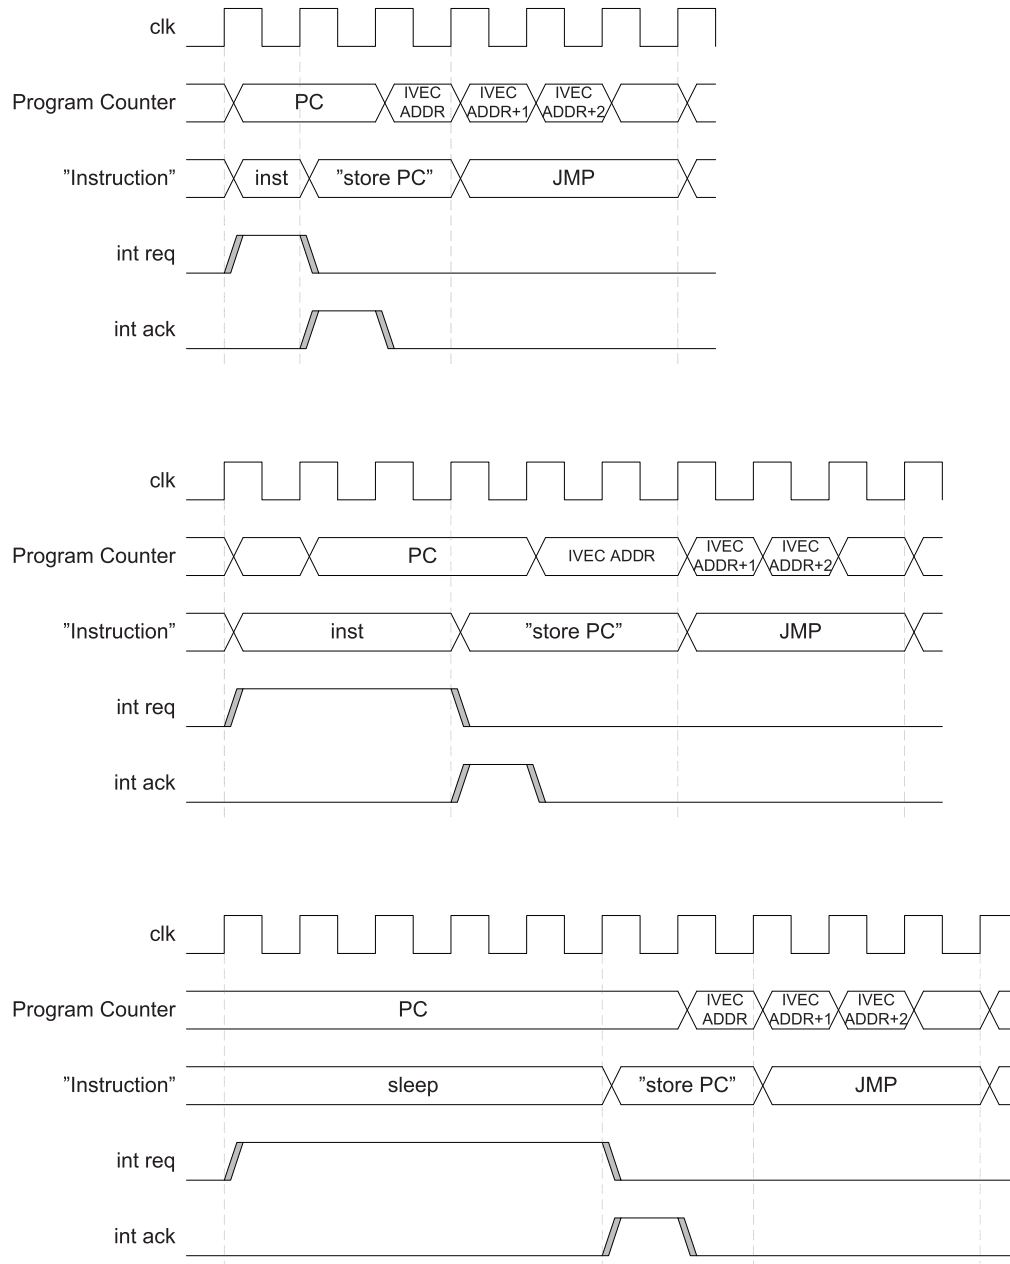 clk
Program Counter PC IVEC IVEC IVEC
ADDR ADDR+1 ADDR+2
”Instruction” inst ”store PC” JMP
int req
int ack
clk
Program Counter PC IVEC ADDR IVEC IVEC
ADDR+1 ADDR+2
”Instruction” inst ”store PC” JMP
int req
int ack
clk
Program Counter PC IVEC IVEC IVEC
ADDR ADDR+1 ADDR+2
”Instruction” sleep ”store PC” JMP
int req
int ack